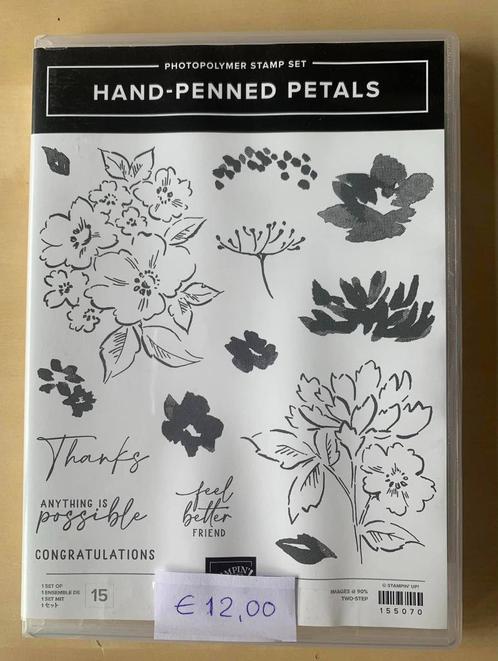 PHOTOPOLYMER STAMP SET
HAND-PENNED PETALS
Thanks
ANYTHING IS
possible
CONGRATULATIONS
feel
better
FRIEND
1 SET OF
1 ENSEMBLE DE
1 SET MIT
1セット
15
STAMPIN'
IMAGES @ 90%
TWO-STEP
© STAMPIN' UP!
155070
€ 12,00